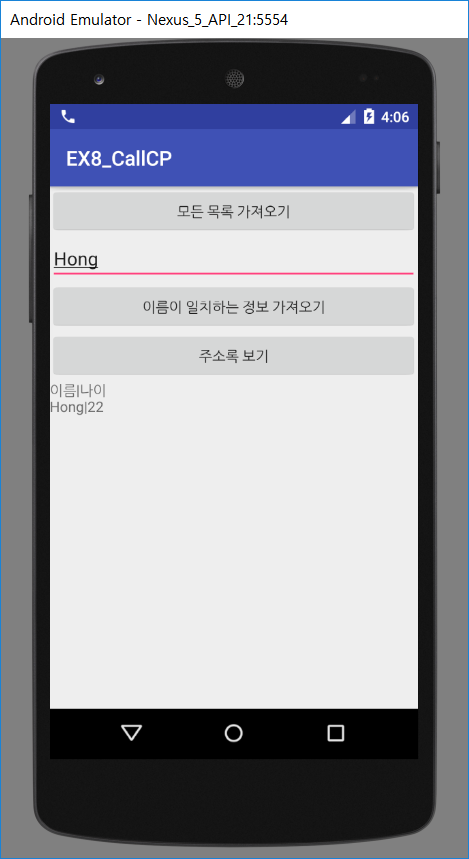 Android Emulator - Nexus_5_API_21:5554
4:06
EX8_CallCP
모든 목록 가져오기
Hong
이름이 일치하는 정보 가져오기
주소록 보기
이름|나이
Hong|22